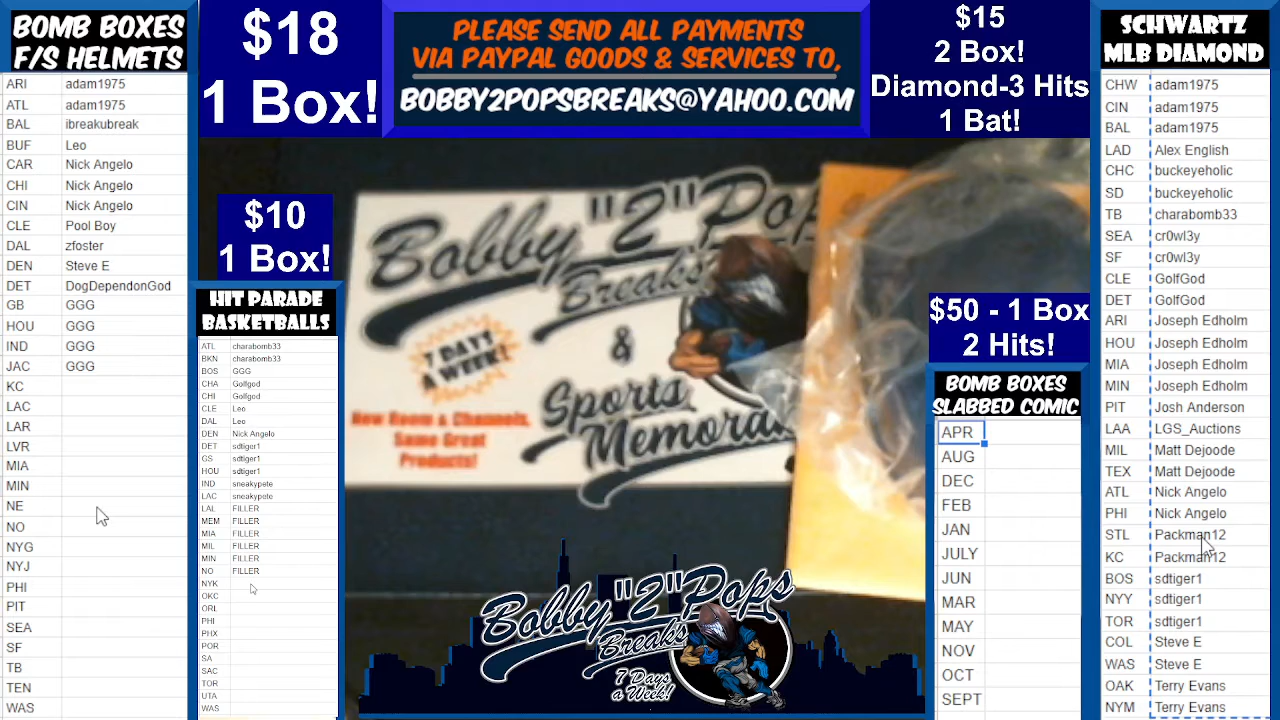 BOMB BOXES
F/S HELMETS
ARI adam1975
ATL adam1975
BAL ibreakubreak
BUF Leo
CAR Nick Angelo
CHI Nick Angelo
CIN Nick Angelo
CLE Pool Boy
DAL zfoster
DEN Steve E
DET DogDependonGod
GB GGG
HOU GGG
IND GGG
JAC GGG
KC
LAC
LAR
LVR
MIA
MIN
NE
NO
NYG
NYJ
PHI
PIT
SEA
SF
TB
TEN
WAS
$18
1 Box!
$10
1 Box!
HIT PARADE
BASKETBALLS
ATL charabomb33
BKN charabomb33
BOS GGG
CHA Golfgod
CHI Golfgod
CLE Leo
DAL Leo
DEN Nick Angelo
DET sdtiger1
GS sdtiger1
HOU sdtiger1
IND sneakypete
LAC sneakypete
LAL FILLER
MEM FILLER
MIA FILLER
MIL FILLER
MIN FILLER
NO FILLER
NYK
OKC
ORL
PHI
PHX
POR
SA
SAC
TOR
UTA
WAS
PLEASE SEND ALL PAYMENTS
VIA PAYPAL GOODS & SERVICES TO,
BOBBY2POPSBREAKS@YAHOO.COM
Bobby "2" Pops
Breaks
&
Sports
7 DAYS
A WEEK!
New Room & Channels,
Same Great
Products!
Bobby "2" Pops
Breaks
7 Days
a Week!
$15
2 Box!
Diamond-3 Hits
1 Bat!
$50 - 1 Box
2 Hits!
BOMB BOXES
SLABBED COMIC
APR
AUG
DEC
FEB
JAN
JULY
JUN
MAR
MAY
NOV
OCT
SEPT
SCHWARTZ
MLB DIAMOND
CHW adam1975
CIN adam1975
BAL adam1975
LAD Alex English
CHC buckeyeholic
SD buckeyeholic
TB charabomb33
SEA cr0wl3y
SF cr0wl3y
CLE GolfGod
DET GolfGod
ARI Joseph Edholm
HOU Joseph Edholm
MIA Joseph Edholm
MIN Joseph Edholm
PIT Josh Anderson
LAA LGS_Auctions
MIL Matt Dejoode
TEX Matt Dejoode
ATL Nick Angelo
PHI Nick Angelo
STL Packman12
KC Packman12
BOS sdtiger1
NYY sdtiger1
TOR sdtiger1
COL Steve E
WAS Steve E
OAK Terry Evans
NYM Terry Evans